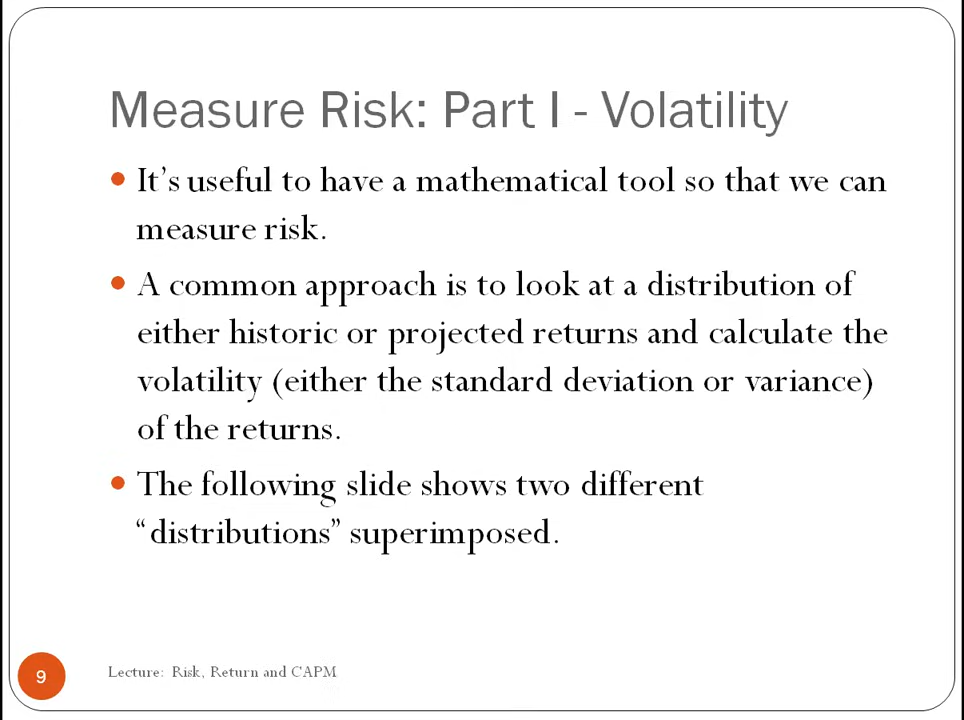 Measure Risk: Part I - Volatility
It’s useful to have a mathematical tool so that we can
measure risk.
A common approach is to look at a distribution of
either historic or projected returns and calculate the
volatility (either the standard deviation or variance)
of the returns.
The following slide shows two different
“distributions” superimposed.
9
Lecture: Risk, Return and CAPM